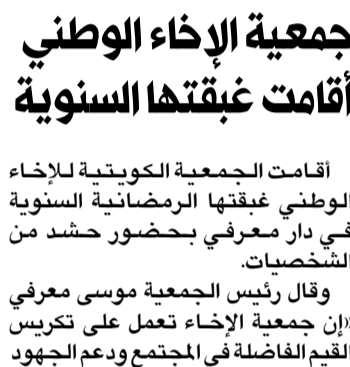 جمعية الإخاء الوطني
أقامت غبقتها السنوية
أقامت الجمعية الكويتية للإخاء
الوطني غبقتها الرمضانية السنوية
في دار معرفي بحضور حشد من
الشخصيات.
وقال رئيس الجمعية موسى معرفي
«إن جمعية الإخاء تعمل على تكريس
القيم الفاضلة في المجتمع ودعم الجهود